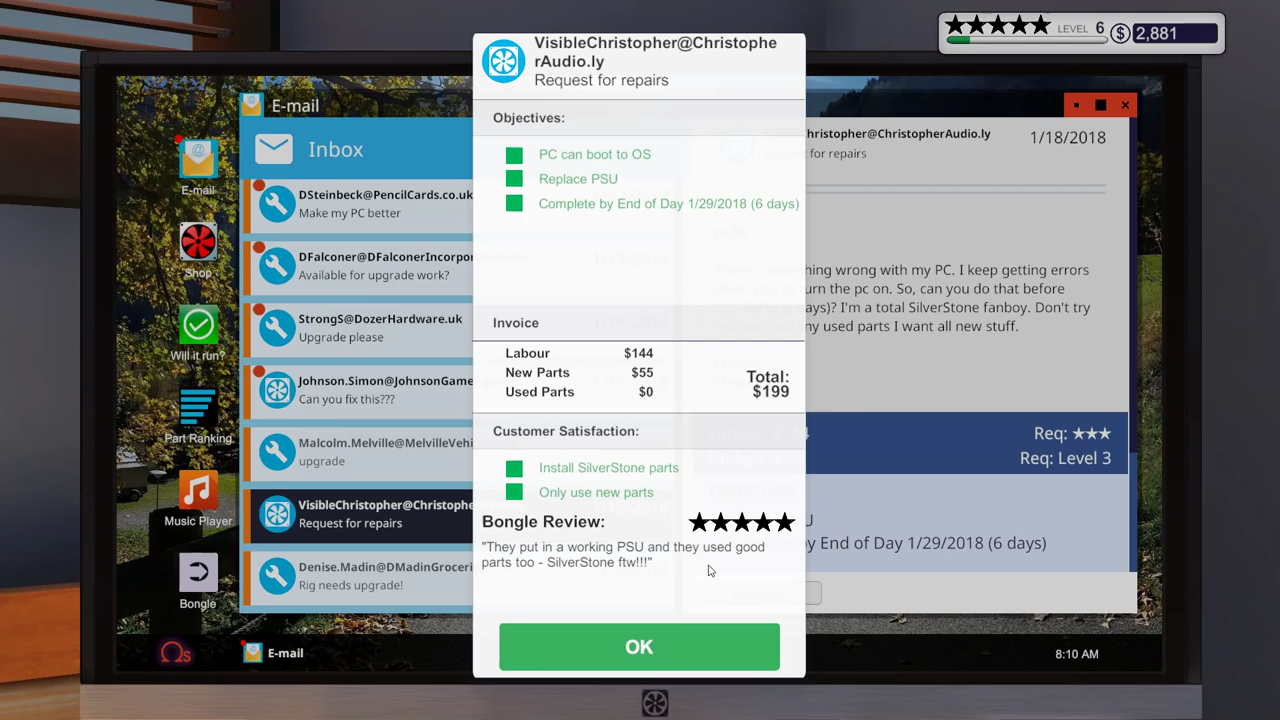 LEVEL 6
$ 2,881
VisibleChristopher@Christophe
rAudio.ly
Request for repairs
Objectives:
PC can boot to OS
Replace PSU
Complete by End of Day 1/29/2018 (6 days)
Invoice
Labour $144
New Parts $55
Used Parts $0
Total:
$199
Customer Satisfaction:
Install SilverStone parts
Only use new parts
Bongle Review: ★★★★★
"They put in a working PSU and they used good
parts too - SilverStone ftw!!!"
OK
E-mail
Shop
Will it run?
Part Ranking
Music Player
Bongle
E-mail
Inbox
DSteinbeck@PencilCards.co.uk
Make my PC better
DFalconer@DFalconerIncorpor
Available for upgrade work?
StrongS@DozerHardware.uk
Upgrade please
Johnson.Simon@JohnsonGame
Can you fix this???
Malcolm.Melville@MelvilleVehi
upgrade
VisibleChristopher@Christophe
Request for repairs
Denise.Madin@DMadinGroceri
Rig needs upgrade!
hristopher@ChristopherAudio.ly
1/18/2018
for repairs
hing wrong with my PC. I keep getting errors
urn the pc on. So, can you do that before
ays)? I'm a total SilverStone fanboy. Don't try
ny used parts I want all new stuff.
Req: ★★★
Req: Level 3
U
y End of Day 1/29/2018 (6 days)
Ωs
E-mail
8:10 AM